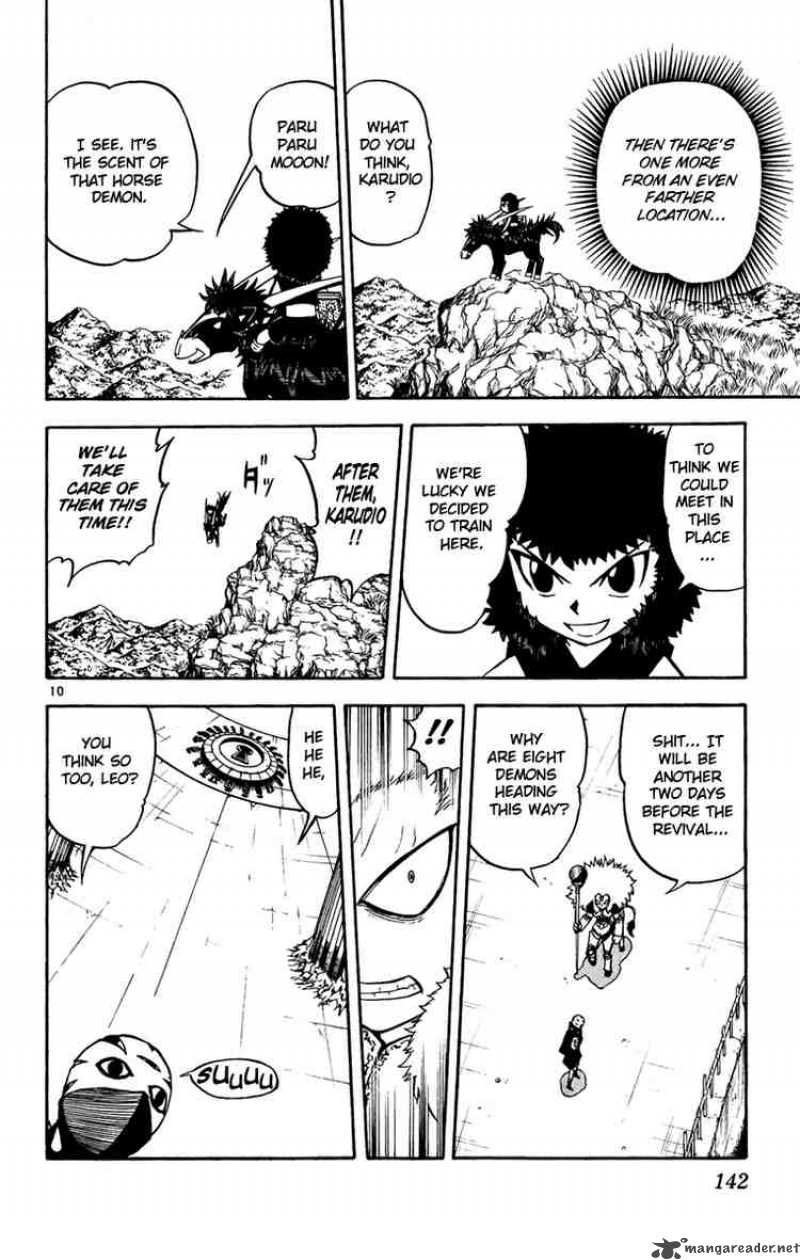 THEN THERE'S
ONE MORE
FROM AN EVEN
FARTHER
LOCATION...
WHAT
DO YOU
THINK,
KARUDIO
?
PARU
PARU
MOOON!
I SEE. IT'S
THE SCENT OF
THAT HORSE
DEMON.
TO
THINK WE
COULD
MEET IN
THIS
PLACE
...
WE'RE
LUCKY WE
DECIDED
TO TRAIN
HERE.
AFTER
THEM,
KARUDIO
!!
WE'LL
TAKE
CARE OF
THEM THIS
TIME!!
10
SHIT... IT
WILL BE
ANOTHER
TWO DAYS
BEFORE THE
REVIVAL...
WHY
ARE EIGHT
DEMONS
HEADING
THIS WAY?
!!
HE
HE
HE,
YOU
THINK SO
TOO, LEO?
SUUUU
142
mangareader.net